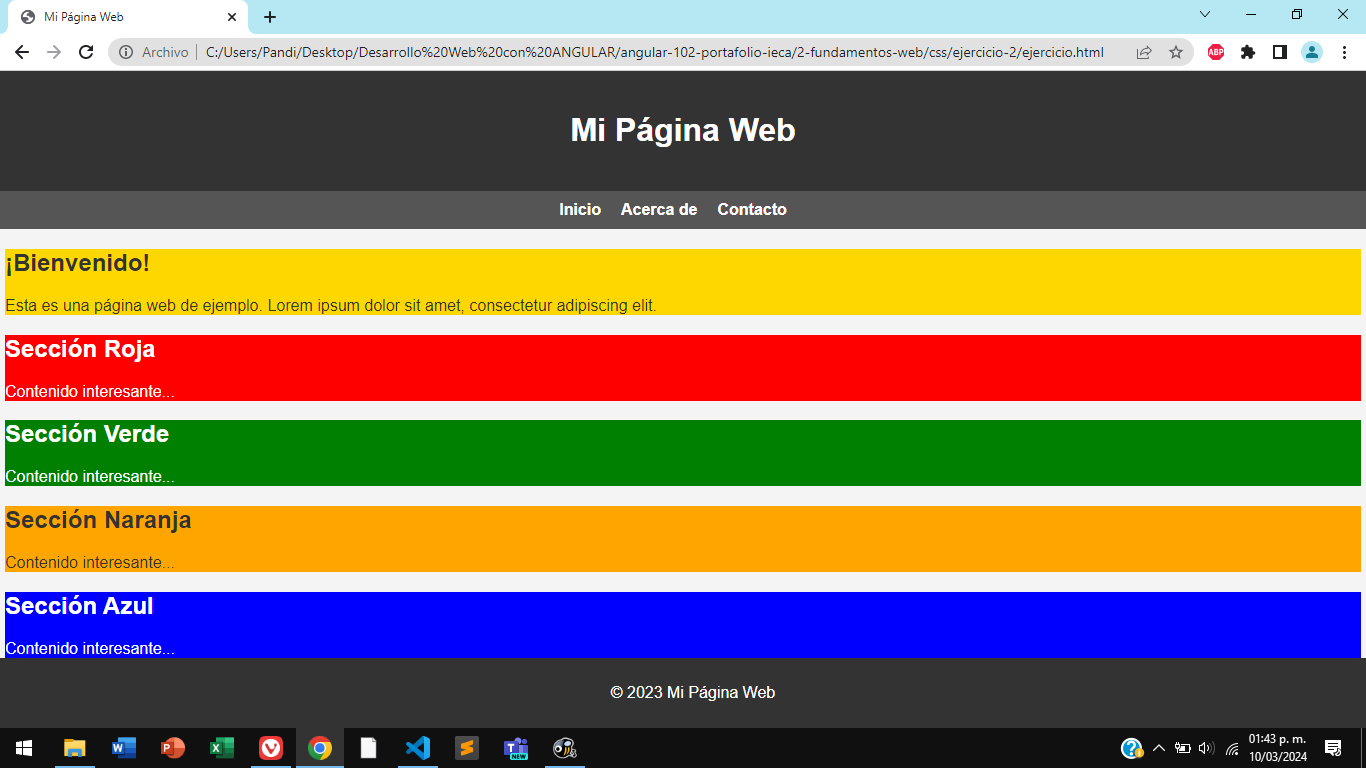 Mi Página Web
Archivo
C:/Users/Pandi/Desktop/Desarrollo%20Web%20con%20ANGULAR/angular-102-portafolio-ieca/2-fundamentos-web/css/ejercicio-2/ejercicio.html
ABP
Mi Página Web
Inicio Acerca de Contacto
¡Bienvenido!
Esta es una página web de ejemplo. Lorem ipsum dolor sit amet, consectetur adipiscing elit.
Sección Roja
Contenido interesante...
Sección Verde
Contenido interesante...
Sección Naranja
Contenido interesante...
Sección Azul
Contenido interesante...
© 2023 Mi Página Web
01:43 p. m.
10/03/2024
NEW